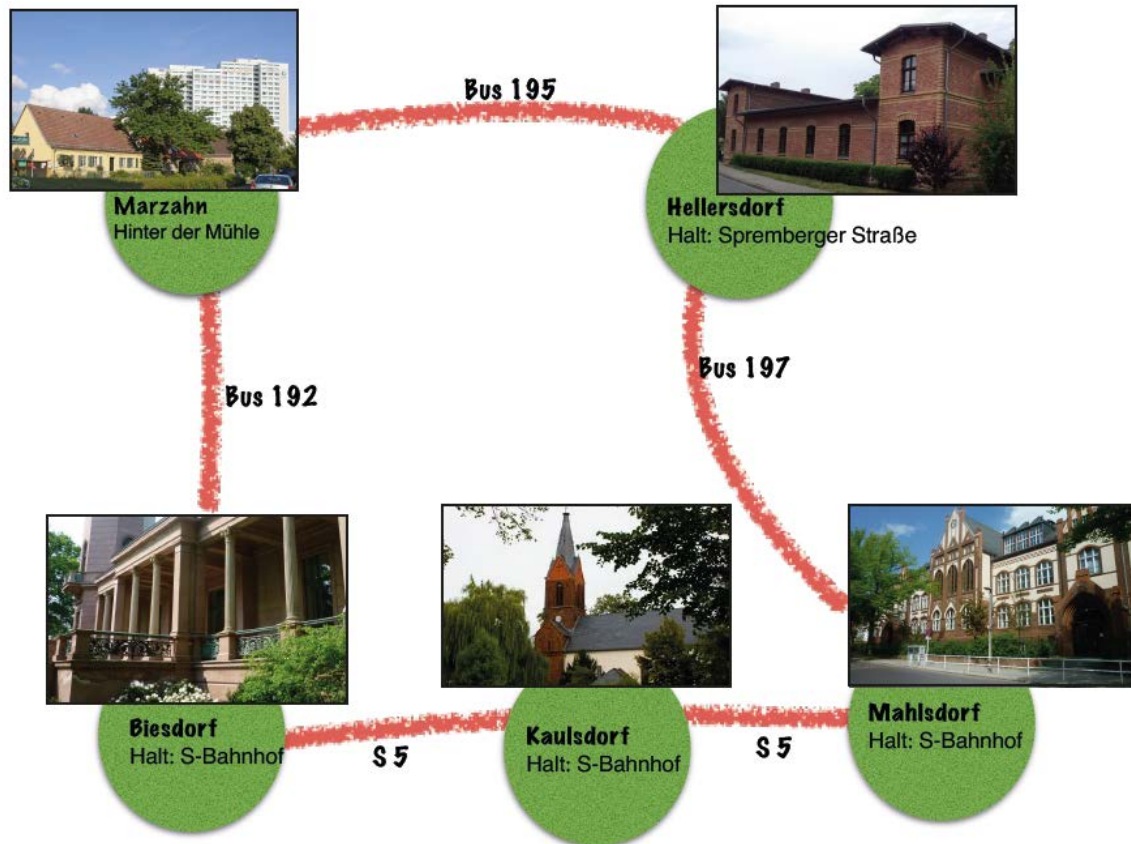 Bus 195
Marzahn
Hinter der Mühle
Hellersdorf
Halt: Spremberger Straße
Bus 192
Bus 197
Biesdorf
Halt: S-Bahnhof
S 5
Kaulsdorf
Halt: S-Bahnhof
S 5
Mahlsdorf
Halt: S-Bahnhof